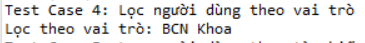 Test Case 4: Lọc người dùng theo vai trò
Lọc theo vai trò: BCN Khoa